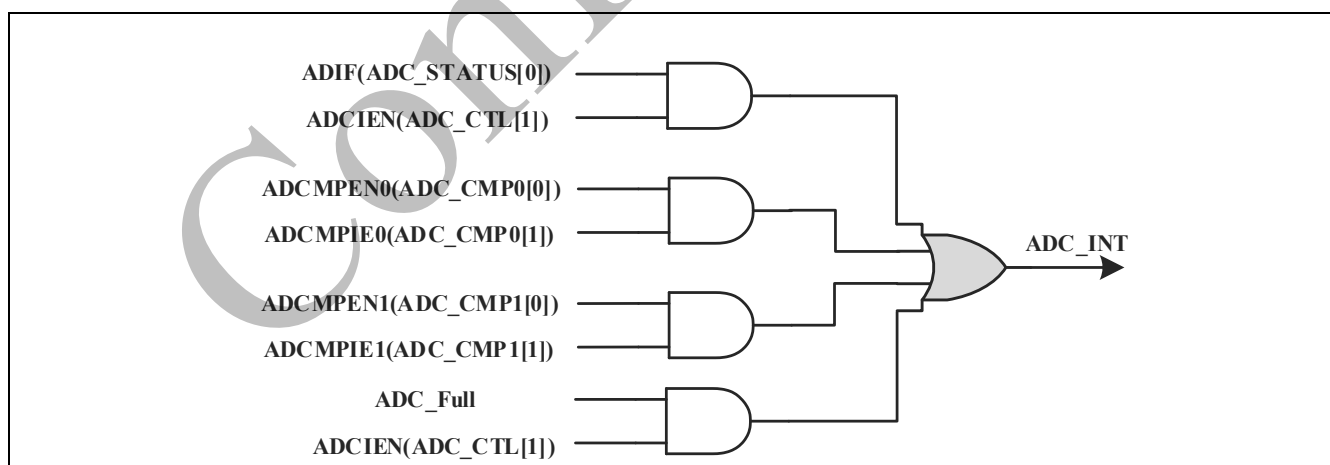 ADIF(ADC_STATUS[0])
ADCIEN(ADC_CTL[1])
ADCMPEN0(ADC_CMP0[0])
ADCMPIE0(ADC_CMP0[1])
ADC_INT
ADCMPEN1(ADC_CMP1[0])
ADCMPIE1(ADC_CMP1[1])
ADC_Full
ADCIEN(ADC_CTL[1])